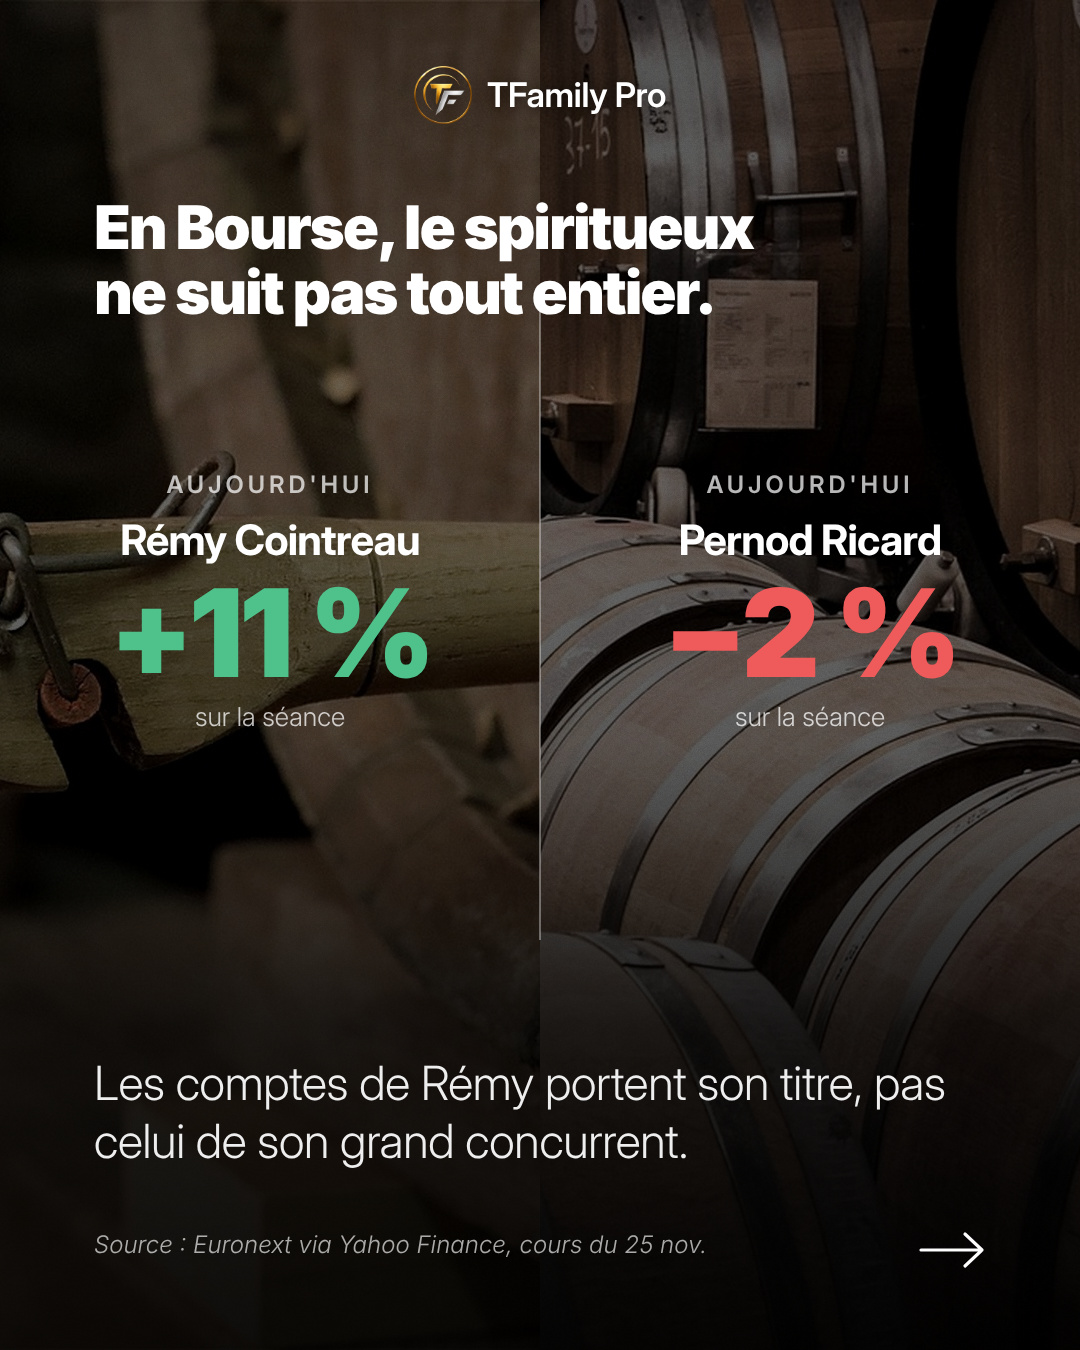 TFamily Pro
37-15
En Bourse, le spiritueux
ne suit pas tout entier.
AUJOURD'HUI
Rémy Cointreau
+11 %
sur la séance
AUJOURD'HUI
Pernod Ricard
−2 %
sur la séance
Les comptes de Rémy portent son titre, pas
celui de son grand concurrent.
Source : Euronext via Yahoo Finance, cours du 25 nov.